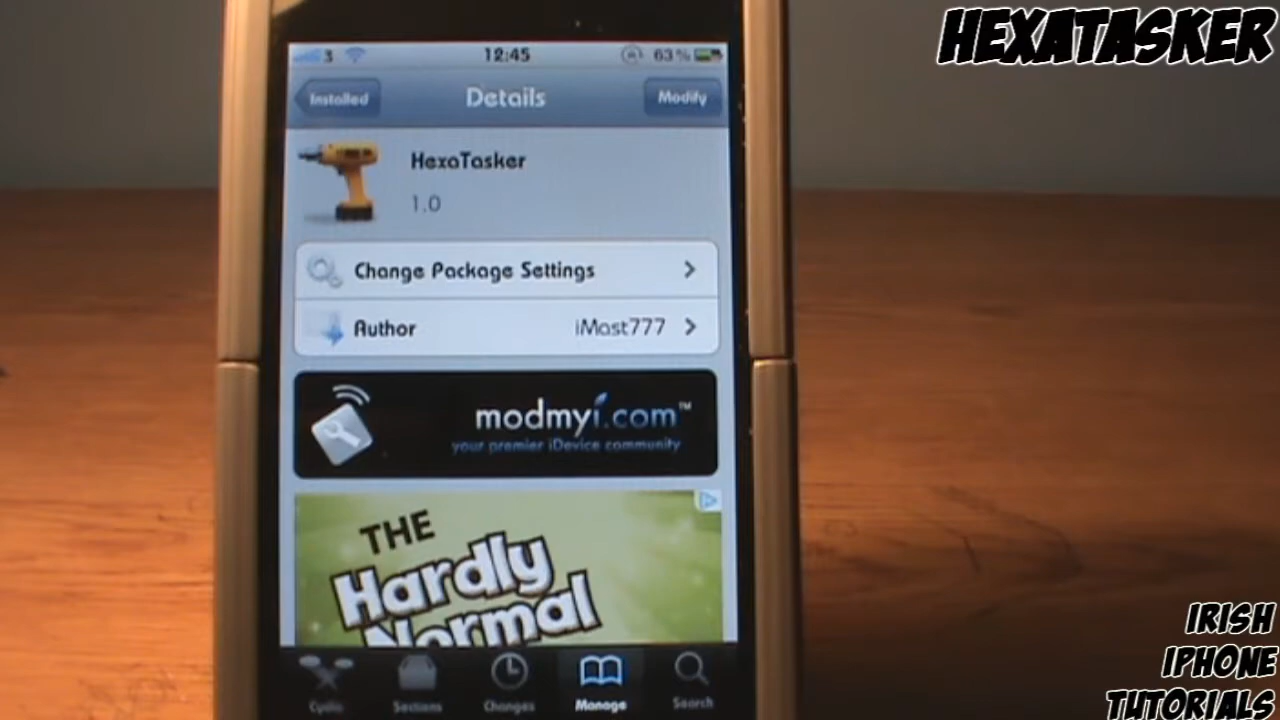 HEXATASKER
3 12:45 63%
Installed Details Modify
HexaTasker
1.0
Change Package Settings
Author iMast777
modmyi.com™
your premier iDevice community
THE
Hardly
Normal
Cydia Sections Changes Manage Search
IRISH
IPHONE
TUTORIALS